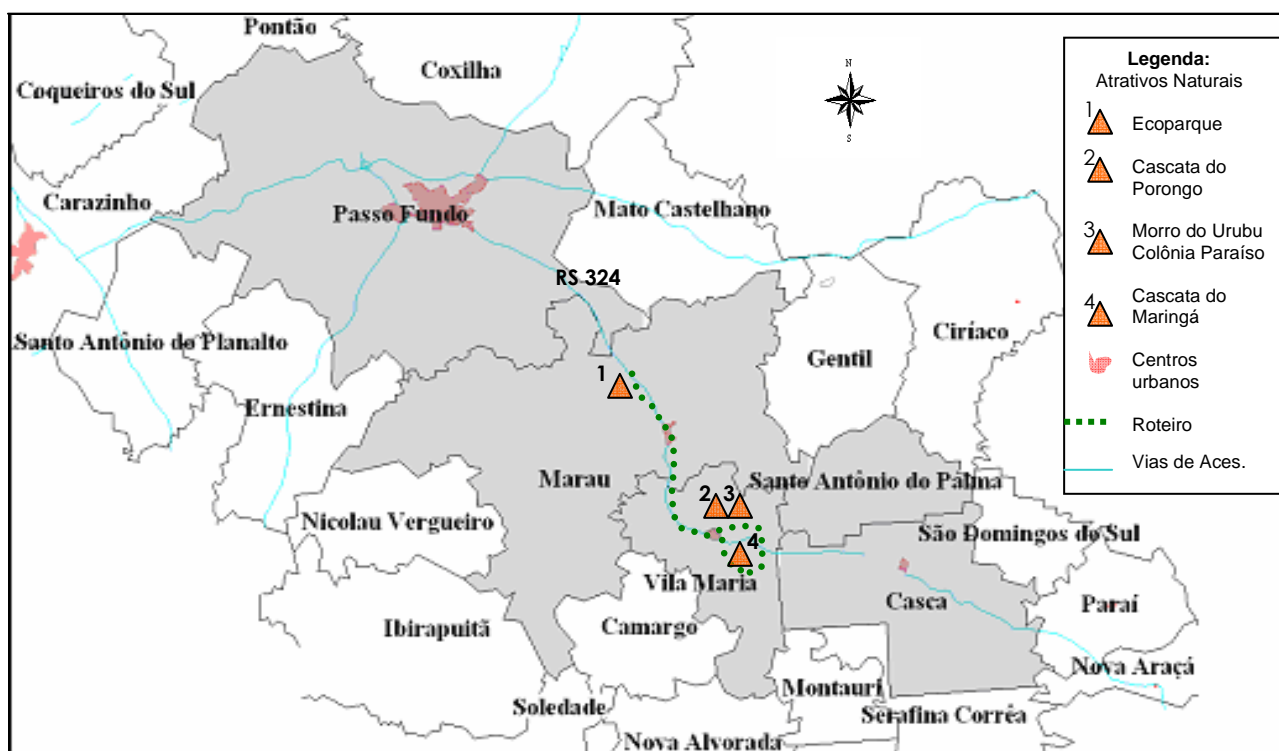 Pontão
Coxilha
Coqueiros do Sul
Carazinho
Passo Fundo
Mato Castelhano
RS 324
Santo Antônio do Planalto
Gentil
Ciríaco
Ernestina
1
Marau
Santo Antônio do Palma
2
3
Nicolau Vergueiro
São Domingos do Sul
4
Vila Maria
Casca
Paraí
Ibirapuitã
Camargo
Nova Araçá
Montauri
Soledade
Serafina Corrêa
Nova Alvorada
N
S
Legenda:
Atrativos Naturais
1
Ecoparque
2
Cascata do
Porongo
3
Morro do Urubu
Colônia Paraíso
4
Cascata do
Maringá
Centros
urbanos
Roteiro
Vias de Aces.